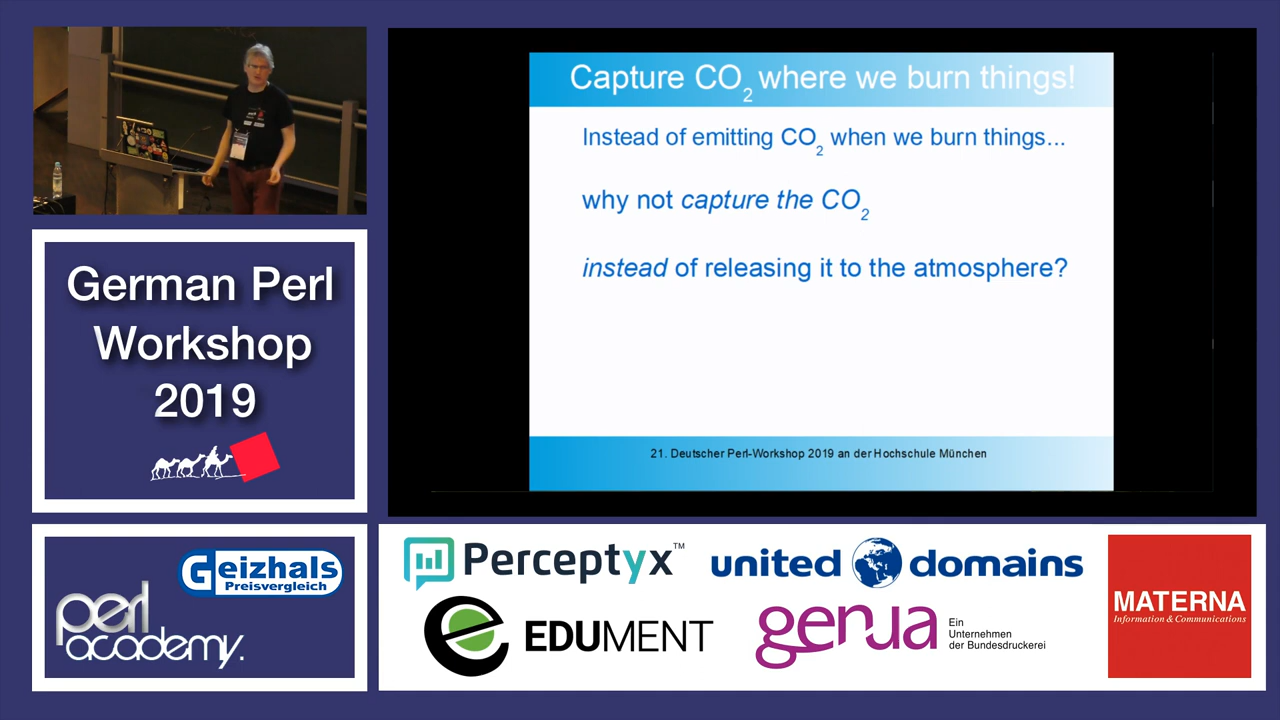 Capture CO2 where we burn things!
Instead of emitting CO2 when we burn things...
why not capture the CO2
instead of releasing it to the atmosphere?
21. Deutscher Perl-Workshop 2019 an der Hochschule München
German Perl
Workshop
2019
Geizhals
Preisvergleich
perl
academy.
Perceptyx™
united domains
EDUMENT
genua
Ein
Unternehmen
der Bundesdruckerei
MATERNA
Information & Communications